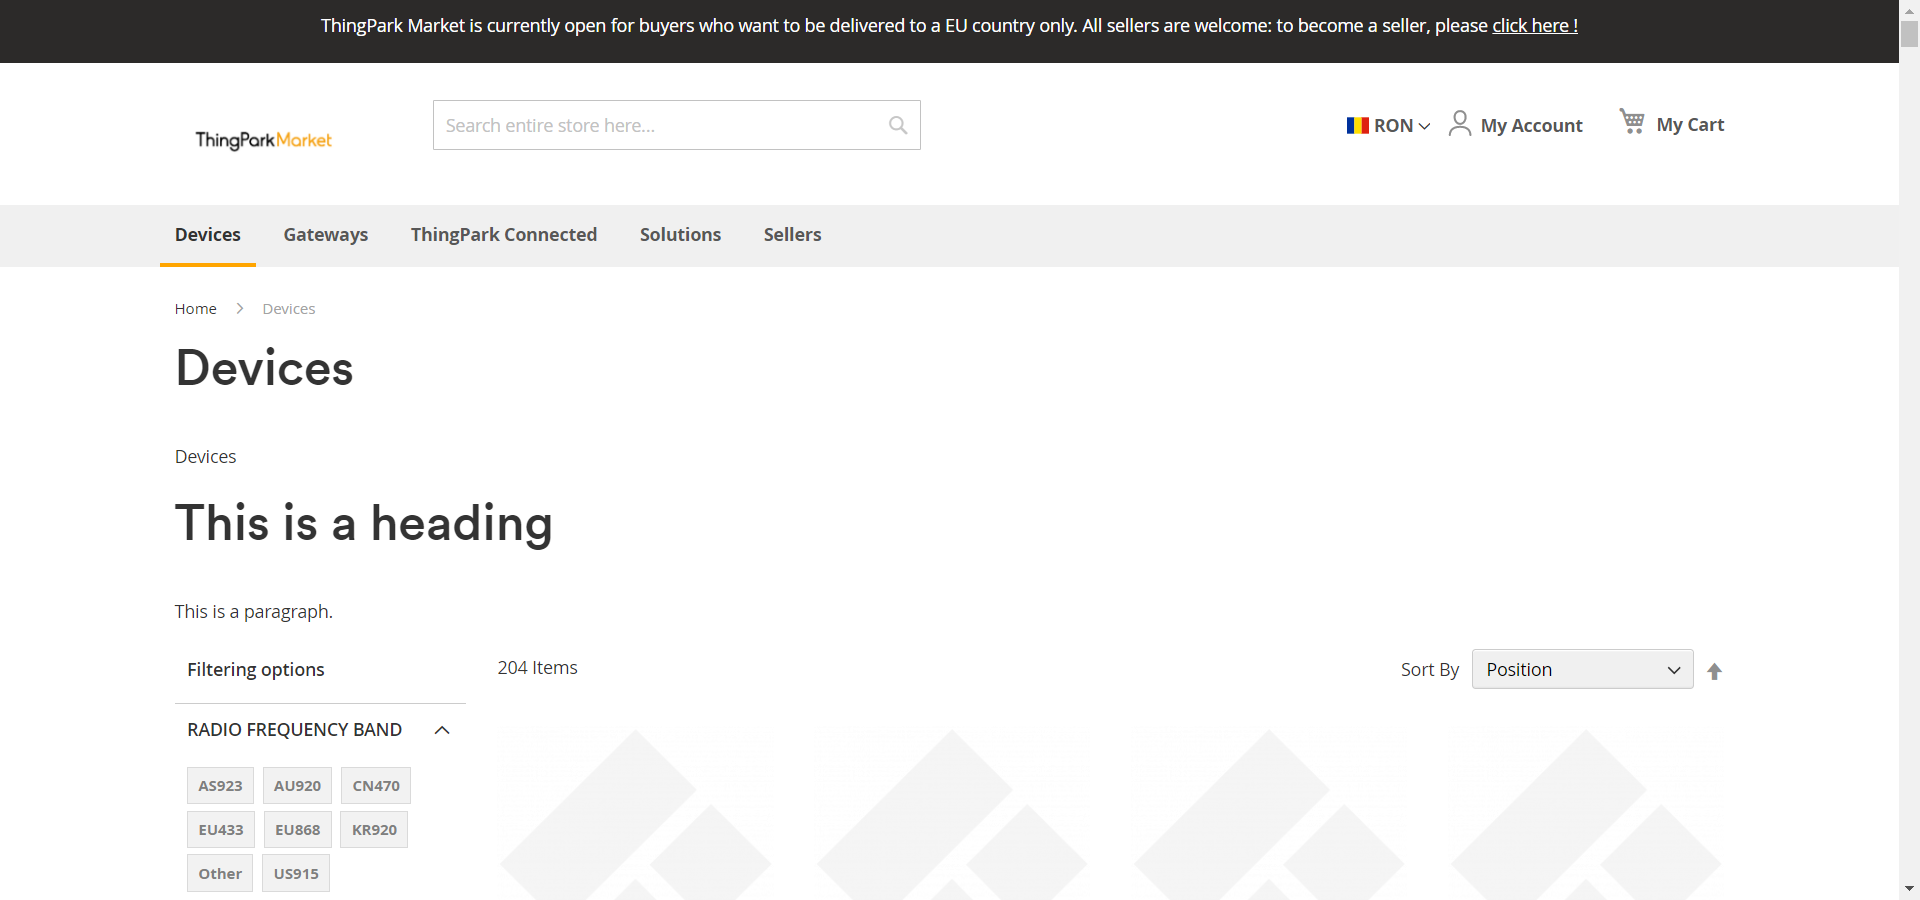 ThingPark Market is currently open for buyers who want to be delivered to a EU country only. All sellers are welcome: to become a seller, please click here !
ThingParkMarket
Search entire store here...
RON
My Account
My Cart
Devices
Gateways
ThingPark Connected
Solutions
Sellers
Home
Devices
Devices
Devices
This is a heading
This is a paragraph.
Filtering options
204 Items
Sort By
Position
RADIO FREQUENCY BAND
AS923
AU920
CN470
EU433
EU868
KR920
Other
US915